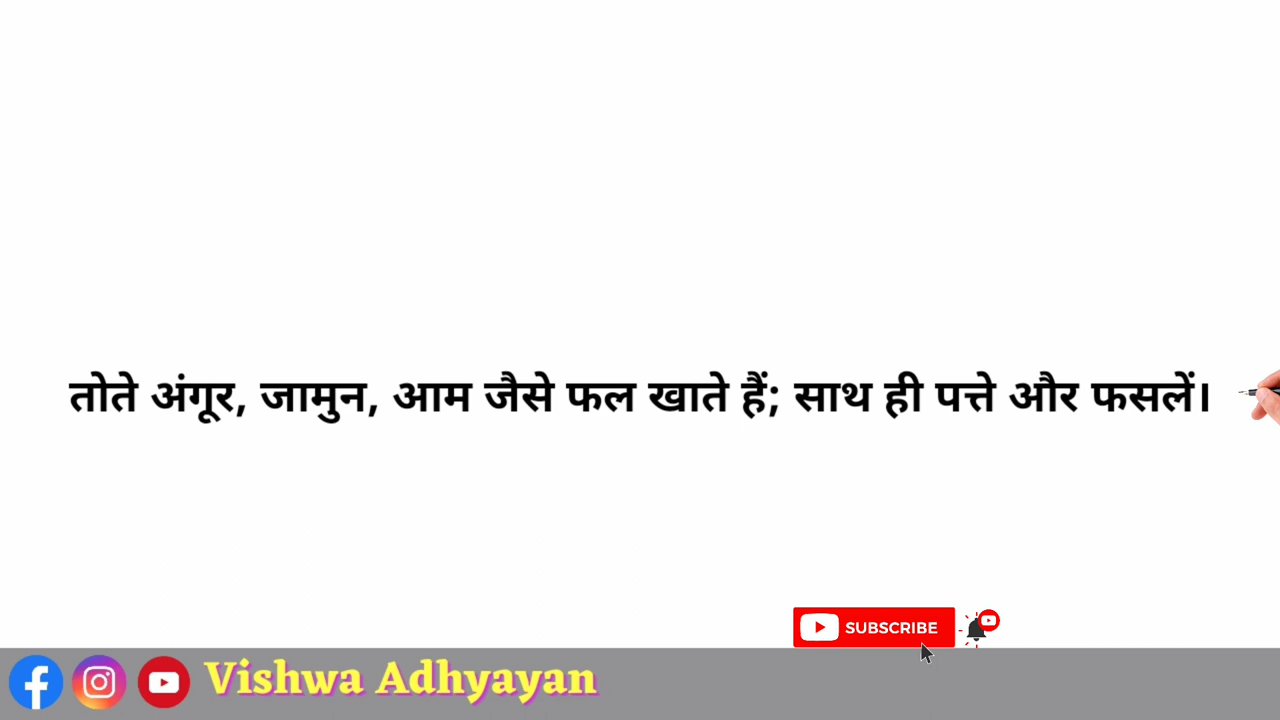 तोते अंगूर, जामुन, आम जैसे फल खाते हैं; साथ ही पत्ते और फसलें।
SUBSCRIBE
Vishwa Adhyayan